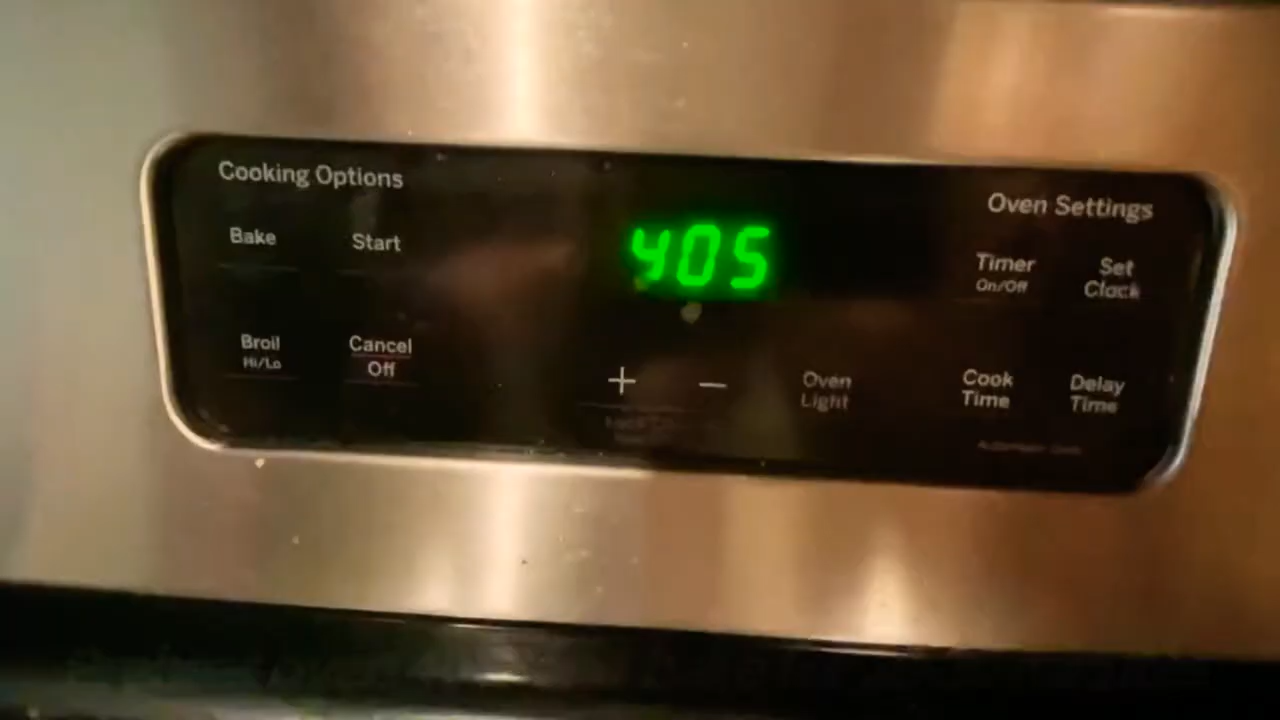 Cooking Options
Bake
Start
Broil
Hi/Lo
Cancel
Off
405
+ −
Oven
Light
Oven Settings
Timer
On/Off
Set
Clock
Cook
Time
Delay
Time